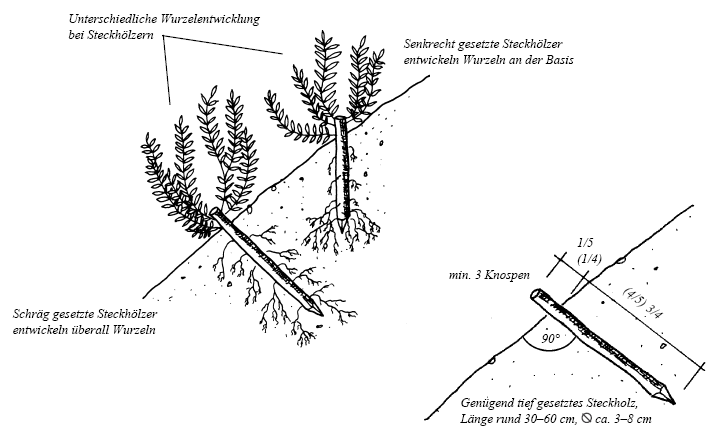 Unterschiedliche Wurzelentwicklung
bei Steckhölzern
Senkrecht gesetzte Steckhölzer
entwickeln Wurzeln an der Basis
Schräg gesetzte Steckhölzer
entwickeln überall Wurzeln
1/5
(1/4)
min. 3 Knospen
(4/5) 3/4
90°
Genügend tief gesetztes Steckholz,
Länge rund 30–60 cm, ⌀ ca. 3–8 cm